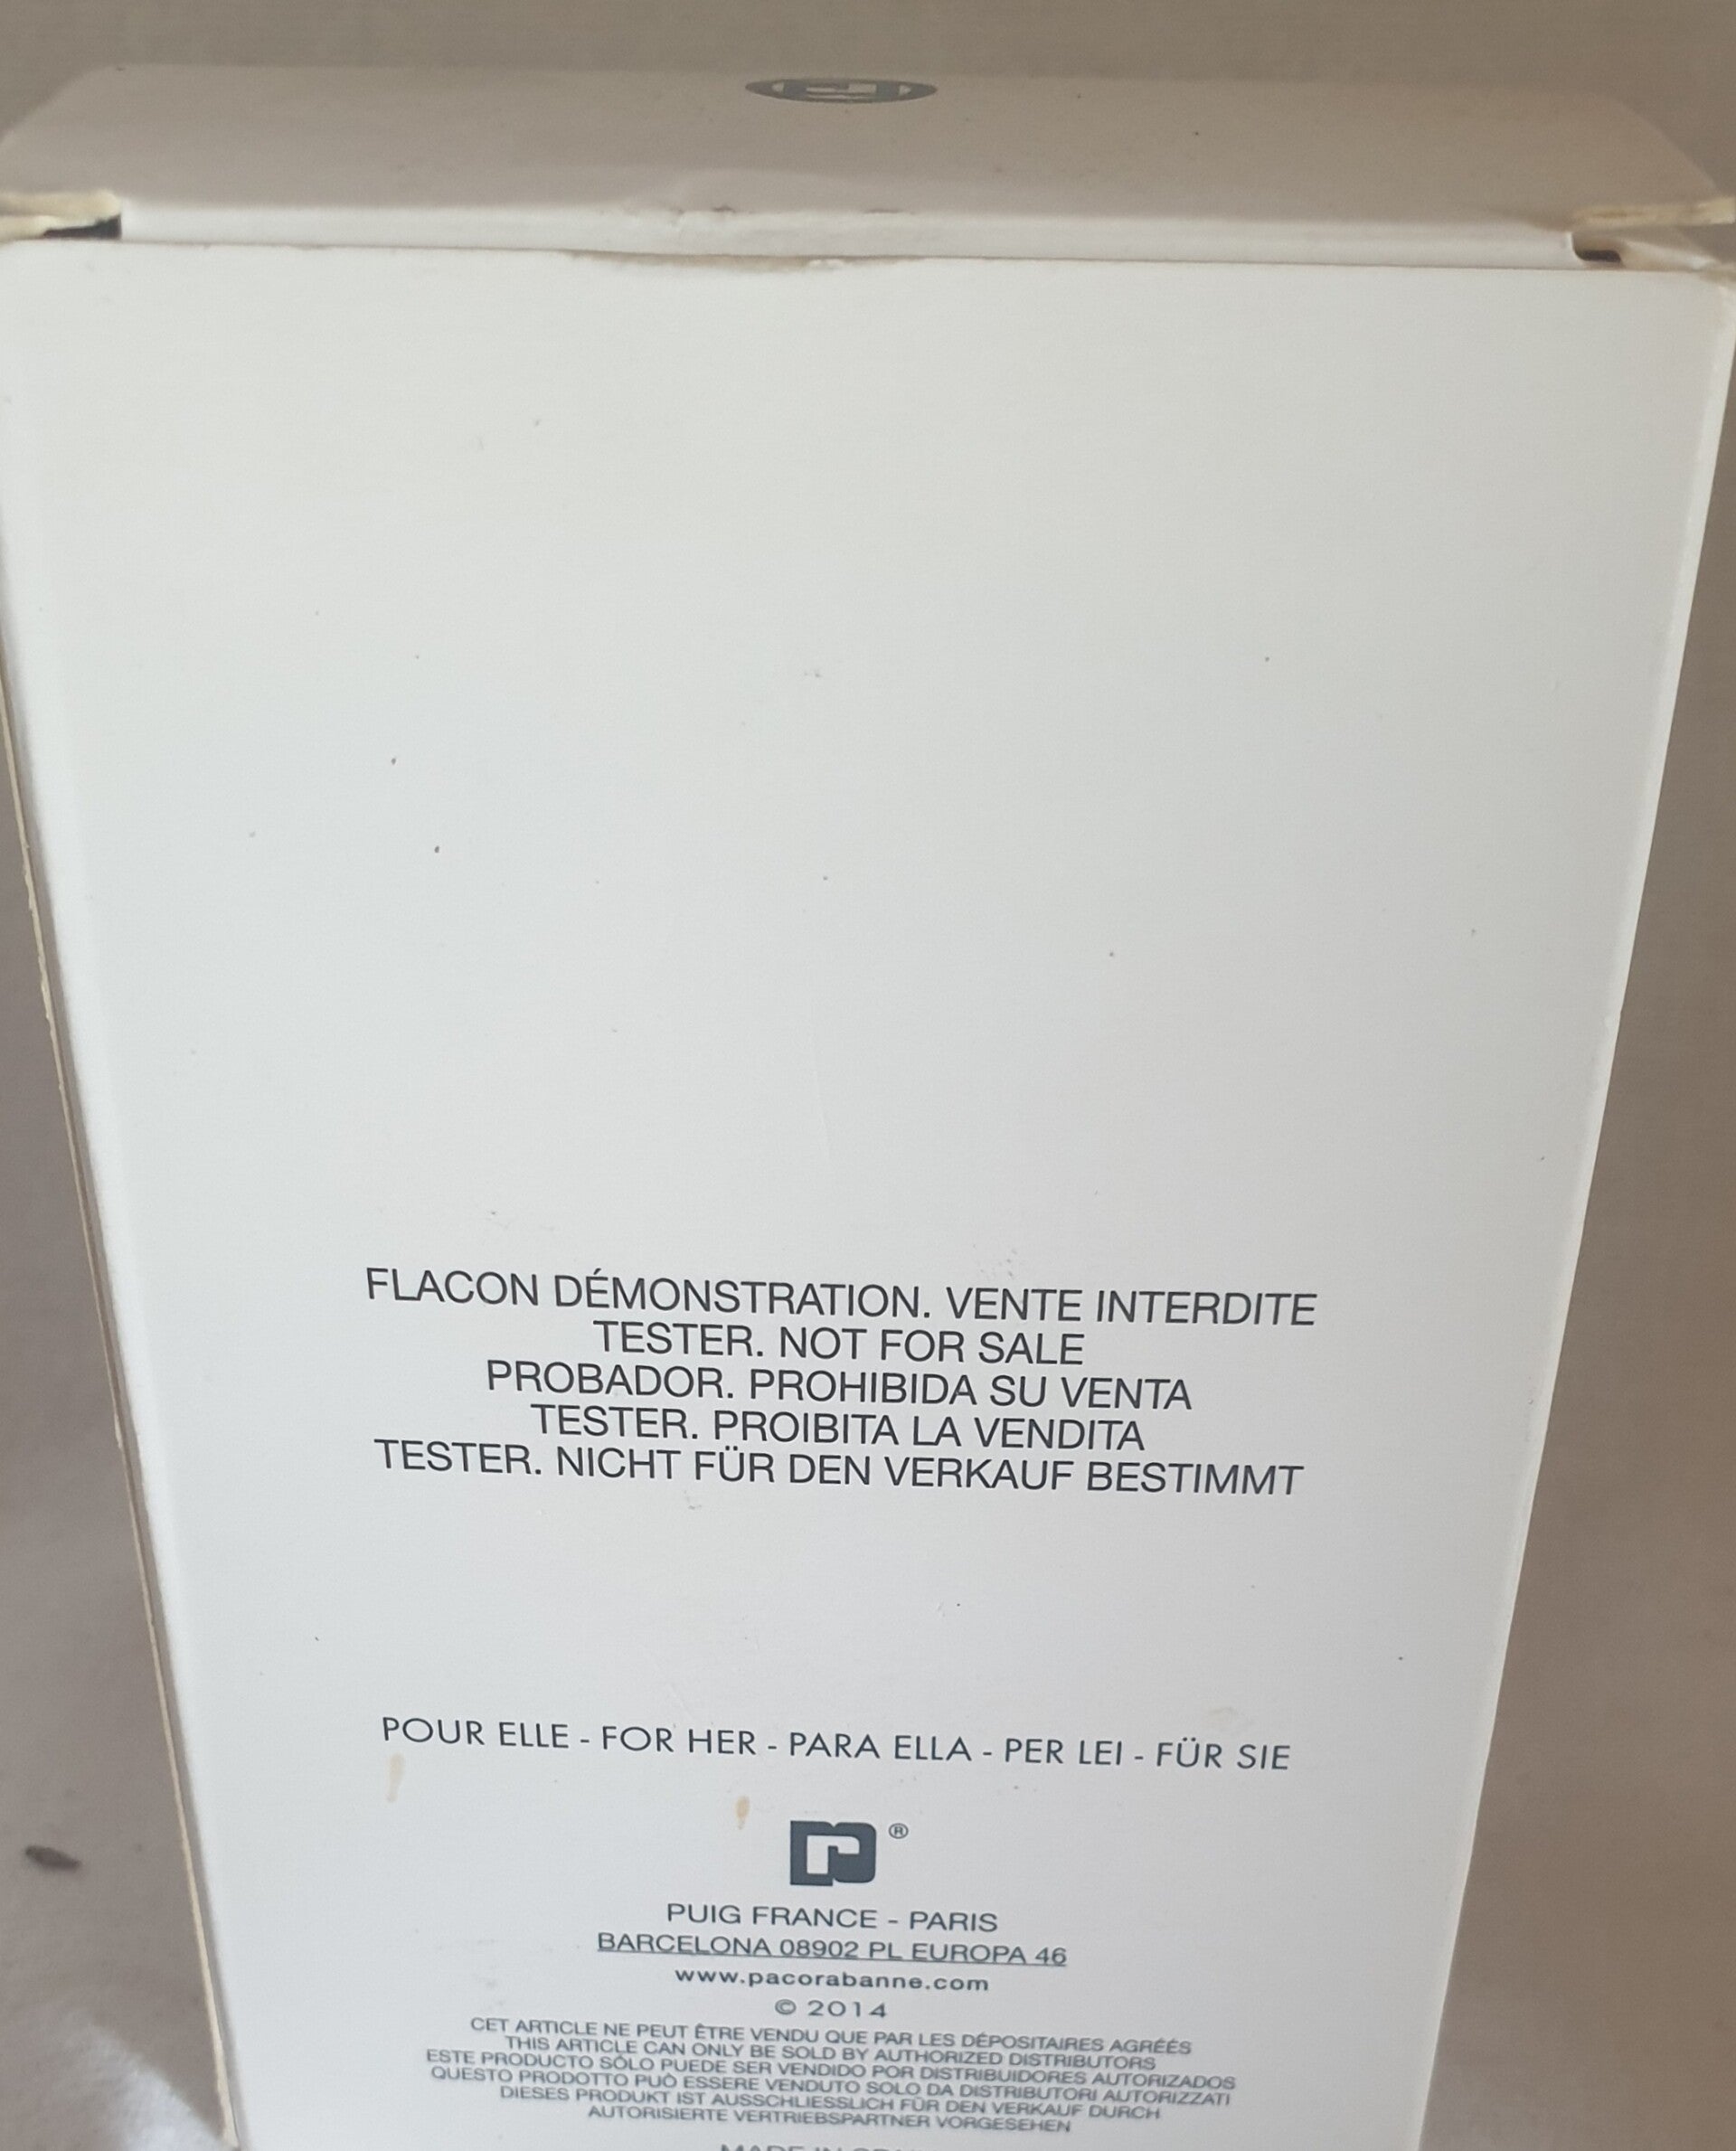 FLACON DÉMONSTRATION. VENTE INTERDITE
TESTER. NOT FOR SALE
PROBADOR. PROHIBIDA SU VENTA
TESTER. PROIBITA LA VENDITA
TESTER. NICHT FÜR DEN VERKAUF BESTIMMT
POUR ELLE - FOR HER - PARA ELLA - PER LEI - FÜR SIE
®
PUIG FRANCE - PARIS
BARCELONA 08902 PL EUROPA 46
www.pacorabanne.com
© 2014
CET ARTICLE NE PEUT ÊTRE VENDU QUE PAR LES DÉPOSITAIRES AGRÉÉS
THIS ARTICLE CAN ONLY BE SOLD BY AUTHORIZED DISTRIBUTORS
ESTE PRODUCTO SÓLO PUEDE SER VENDIDO POR DISTRIBUIDORES AUTORIZADOS
QUESTO PRODOTTO PUÒ ESSERE VENDUTO SOLO DA DISTRIBUTORI AUTORIZZATI
DIESES PRODUKT IST AUSSCHLIESSLICH FÜR DEN VERKAUF DURCH
AUTORISIERTE VERTRIEBSPARTNER VORGESEHEN
MADE IN